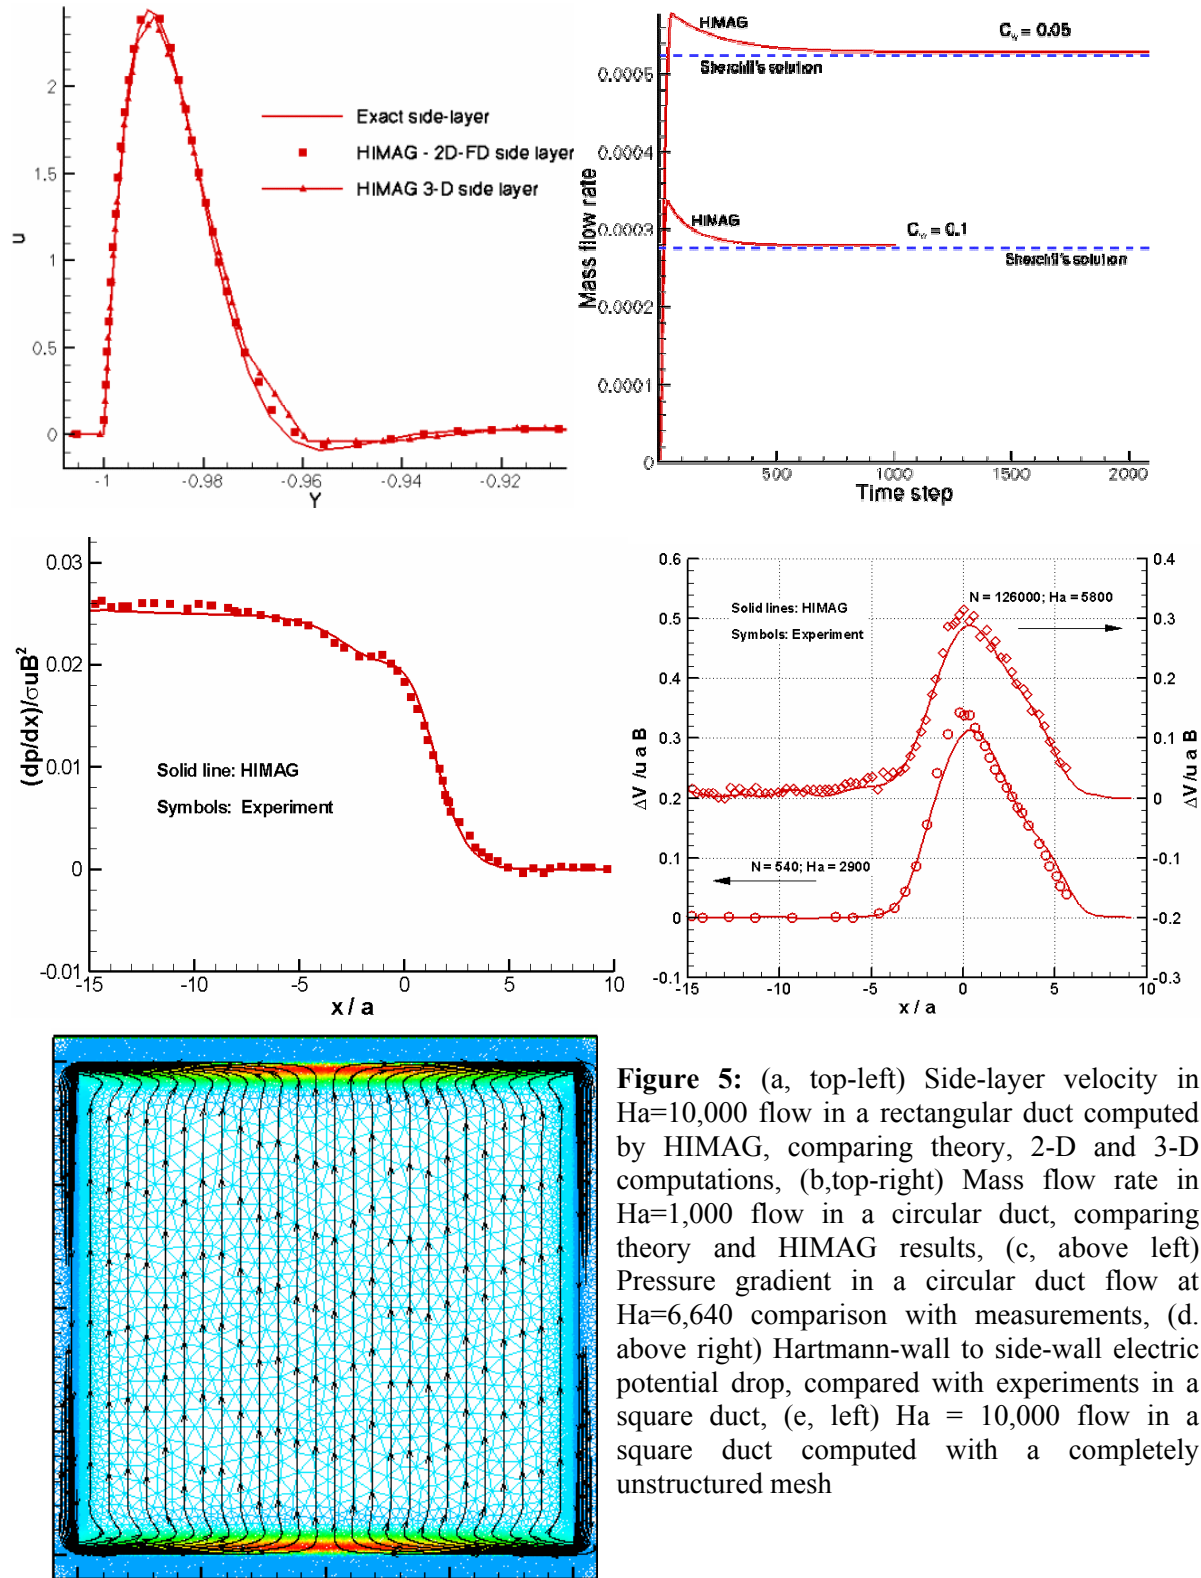 2
1.5
1
0.5
0
u
Exact side-layer
HIMAG - 2D-FD side layer
HIMAG 3-D side layer
-1
-0.98
-0.96
-0.94
-0.92
Y
HIMAG
C_w = 0.05
Shercliff's solution
0.0005
0.0004
0.0003
0.0002
0.0001
0
Mass flow rate
HIMAG
C_w = 0.1
Shercliff's solution
500
1000
1500
2000
Time step
0.03
0.02
0.01
0
-0.01
(dp/dx)/σuB²
Solid line: HIMAG
Symbols: Experiment
-15
-10
-5
0
5
10
x / a
0.6
0.5
0.4
0.3
0.2
0.1
0
-0.1
ΔV /u a B
Solid lines: HIMAG
Symbols: Experiment
N = 126000; Ha = 5800
N = 540; Ha = 2900
0.4
0.3
0.2
0.1
0
-0.1
-0.2
-0.3
ΔV /u a B
-15
-10
-5
0
5
10
x / a
Figure 5: (a, top-left) Side-layer velocity in
Ha=10,000 flow in a rectangular duct computed
by HIMAG, comparing theory, 2-D and 3-D
computations, (b,top-right) Mass flow rate in
Ha=1,000 flow in a circular duct, comparing
theory and HIMAG results, (c, above left)
Pressure gradient in a circular duct flow at
Ha=6,640 comparison with measurements, (d.
above right) Hartmann-wall to side-wall electric
potential drop, compared with experiments in a
square duct, (e, left) Ha = 10,000 flow in a
square duct computed with a completely
unstructured mesh